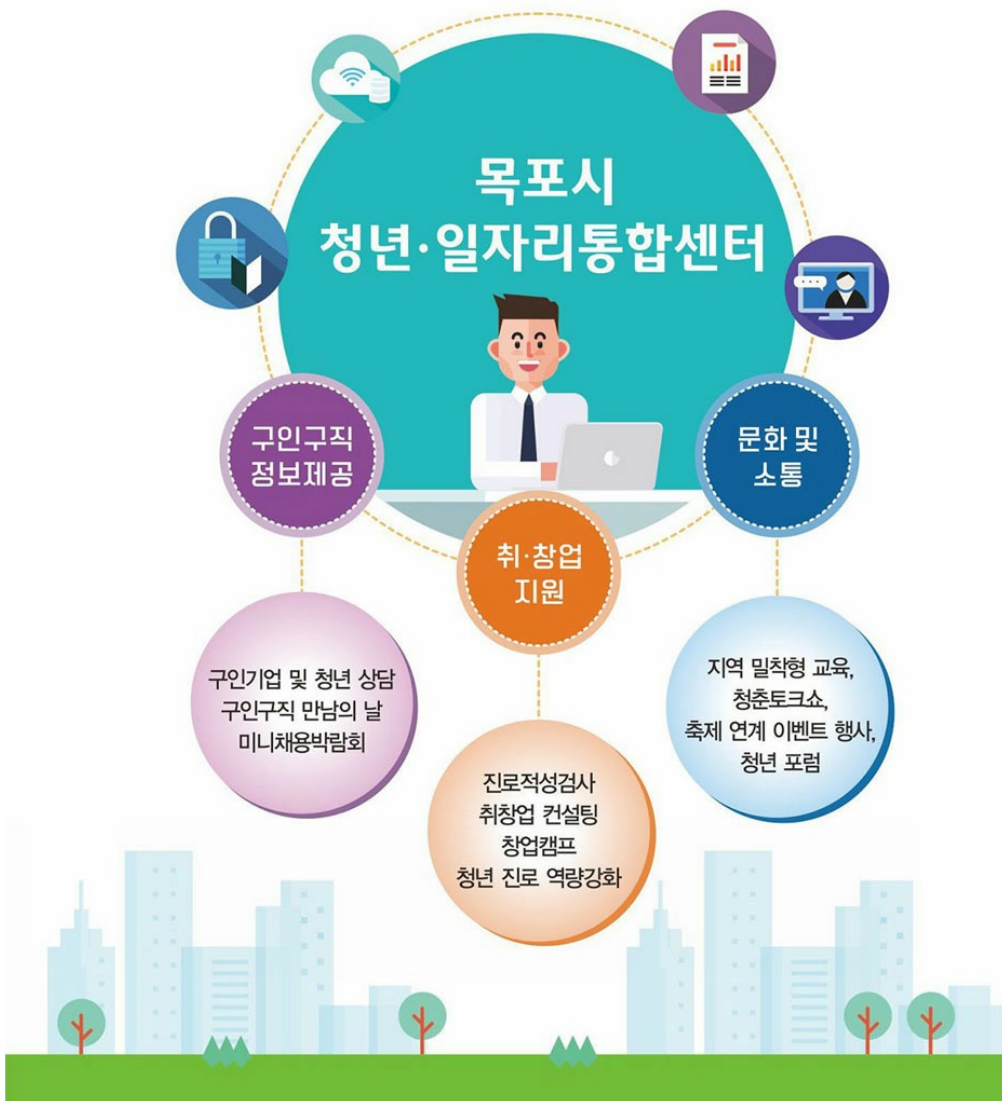 목포시
청년·일자리통합센터
구인구직
정보제공
구인기업 및 청년 상담
구인구직 만남의 날
미니채용박람회
취·창업
지원
진로적성검사
취창업 컨설팅
창업캠프
청년 진로 역량강화
문화 및
소통
지역 밀착형 교육,
청춘토크쇼,
축제 연계 이벤트 행사,
청년 포럼